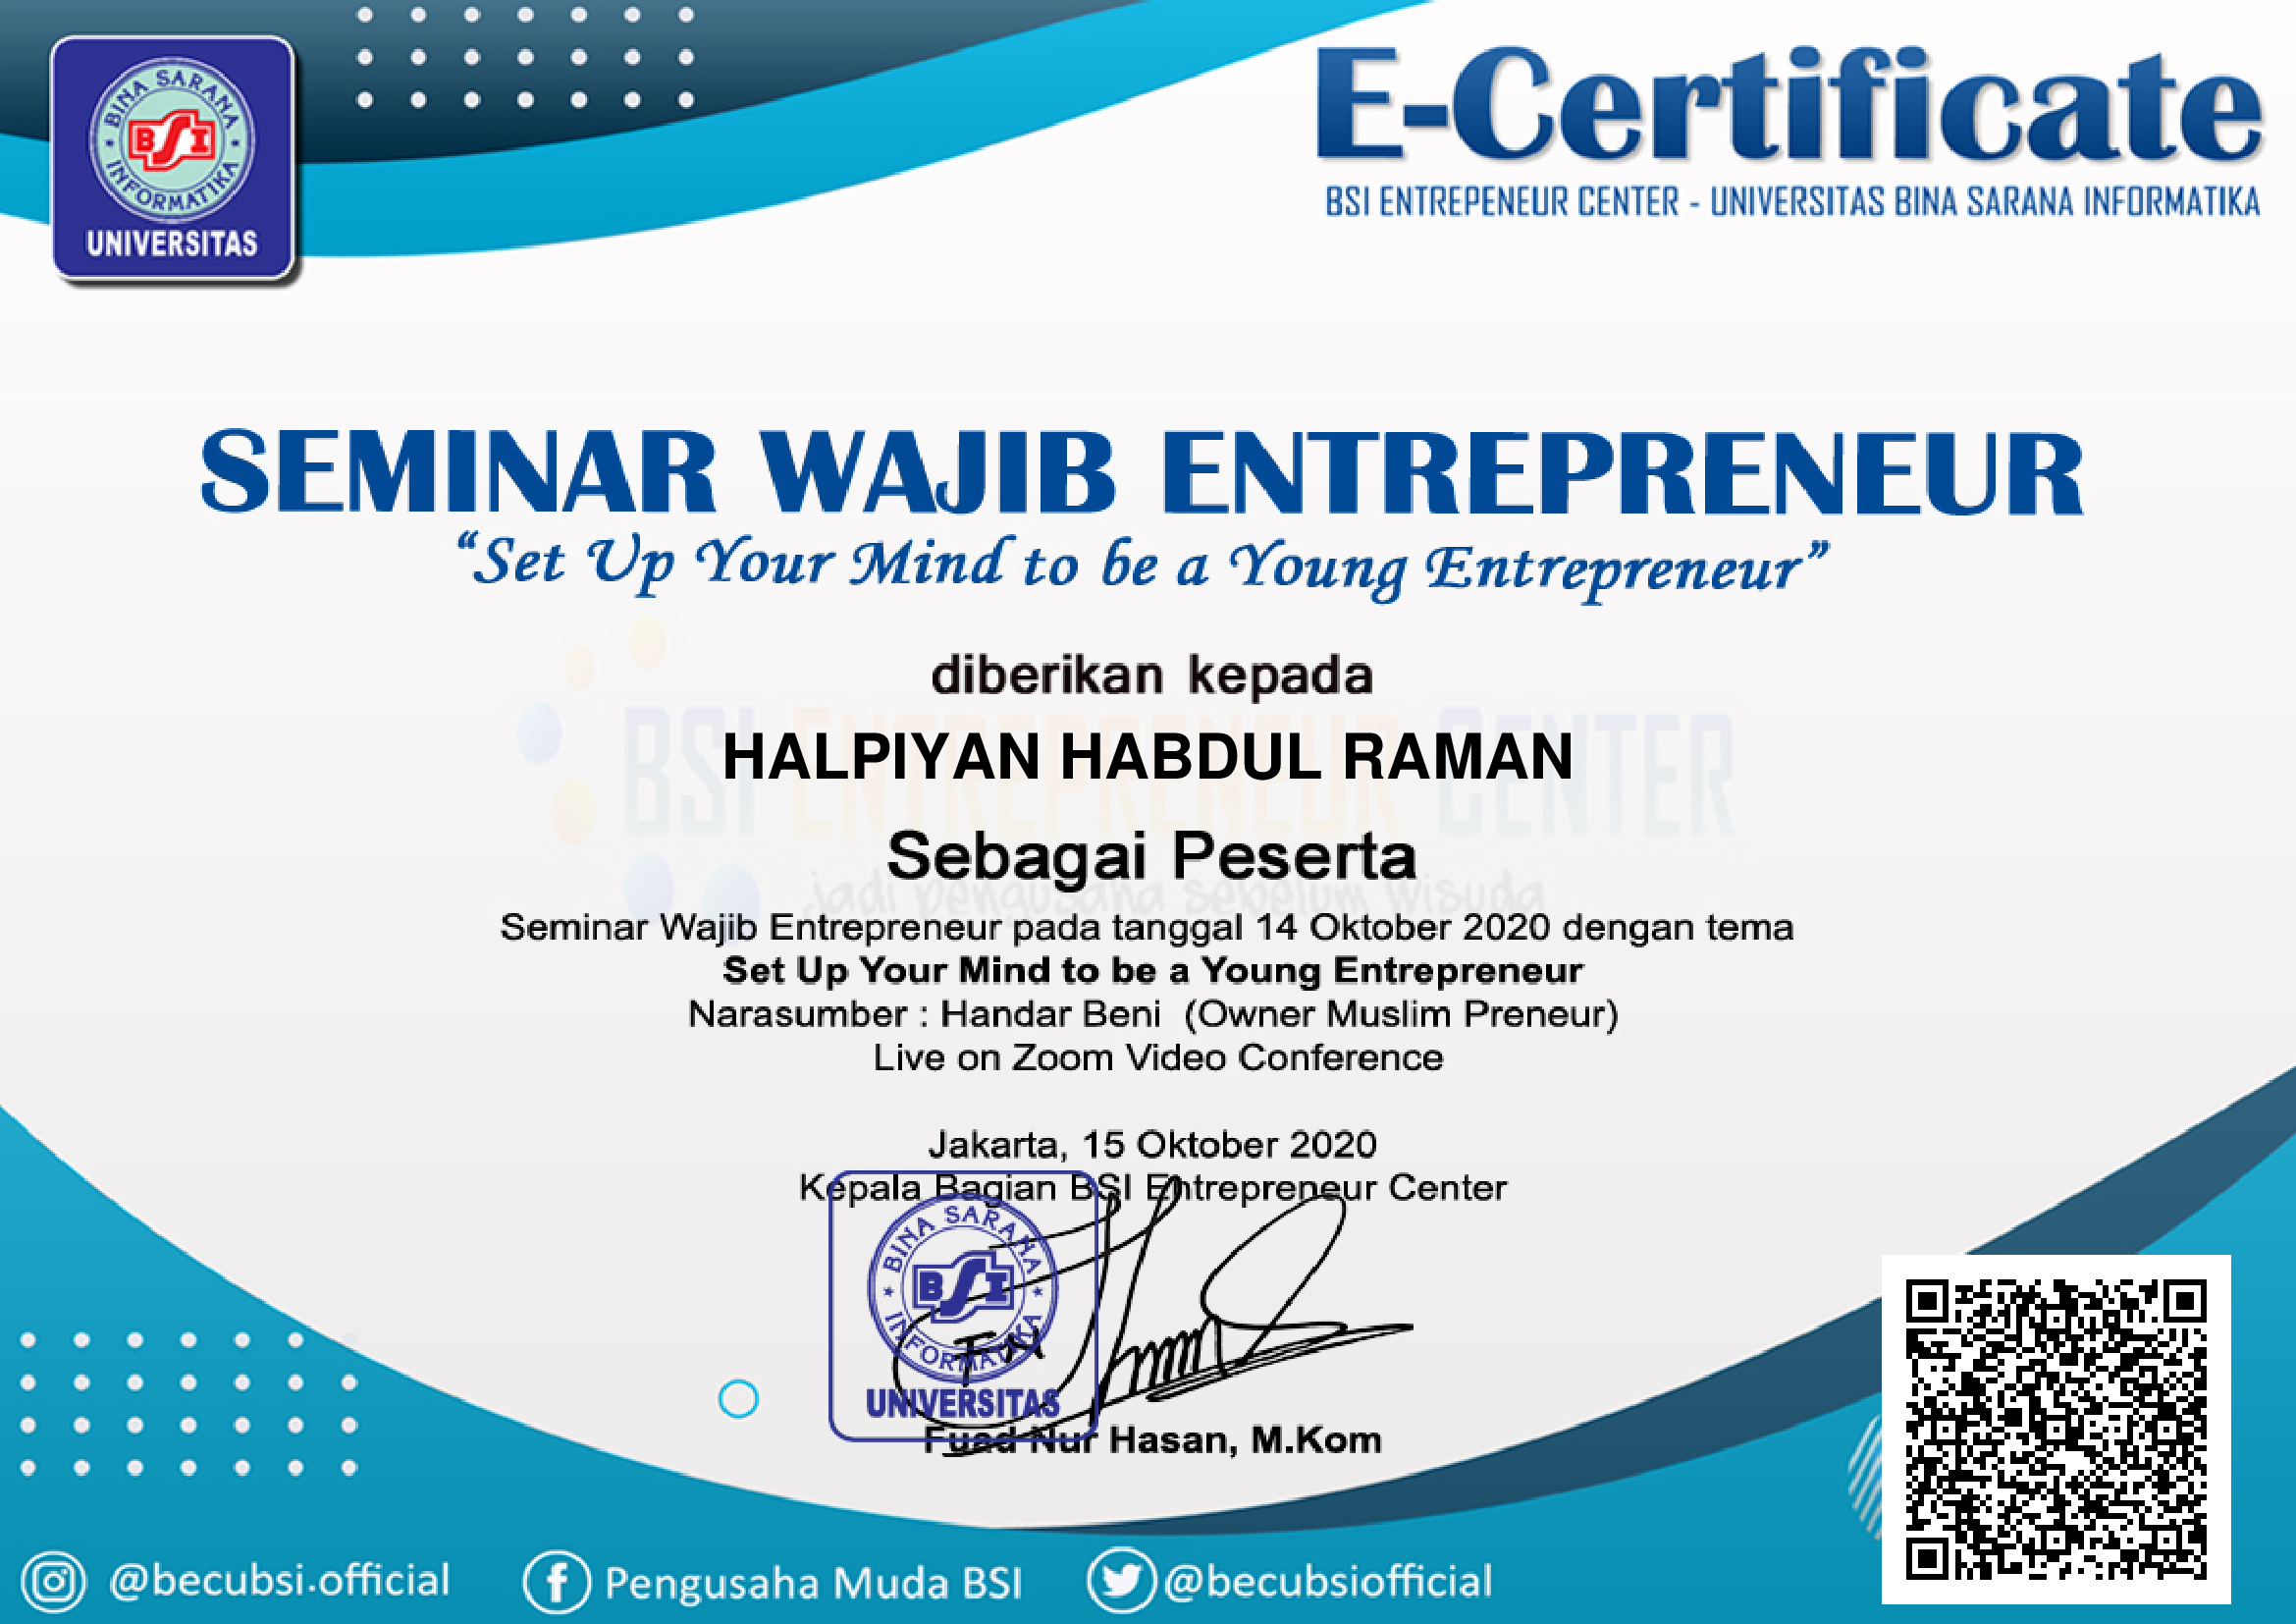 BINA SARANA
BSI
INFORMATIKA
UNIVERSITAS
E-Certificate
BSI ENTREPENEUR CENTER - UNIVERSITAS BINA SARANA INFORMATIKA
SEMINAR WAJIB ENTREPRENEUR
“Set Up Your Mind to be a Young Entrepreneur”
diberikan kepada
BSI ENTREPRENEUR CENTER
HALPIYAN HABDUL RAMAN
Sebagai Peserta
jadi pengusaha sebelum wisuda
Seminar Wajib Entrepreneur pada tanggal 14 Oktober 2020 dengan tema
Set Up Your Mind to be a Young Entrepreneur
Narasumber : Handar Beni (Owner Muslim Preneur)
Live on Zoom Video Conference
Jakarta, 15 Oktober 2020
Kepala Bagian BSI Entrepreneur Center
BINA SARANA
BSI
INFORMATIKA
UNIVERSITAS
Fuad Nur Hasan, M.Kom
@becubsi.official
Pengusaha Muda BSI
@becubsiofficial